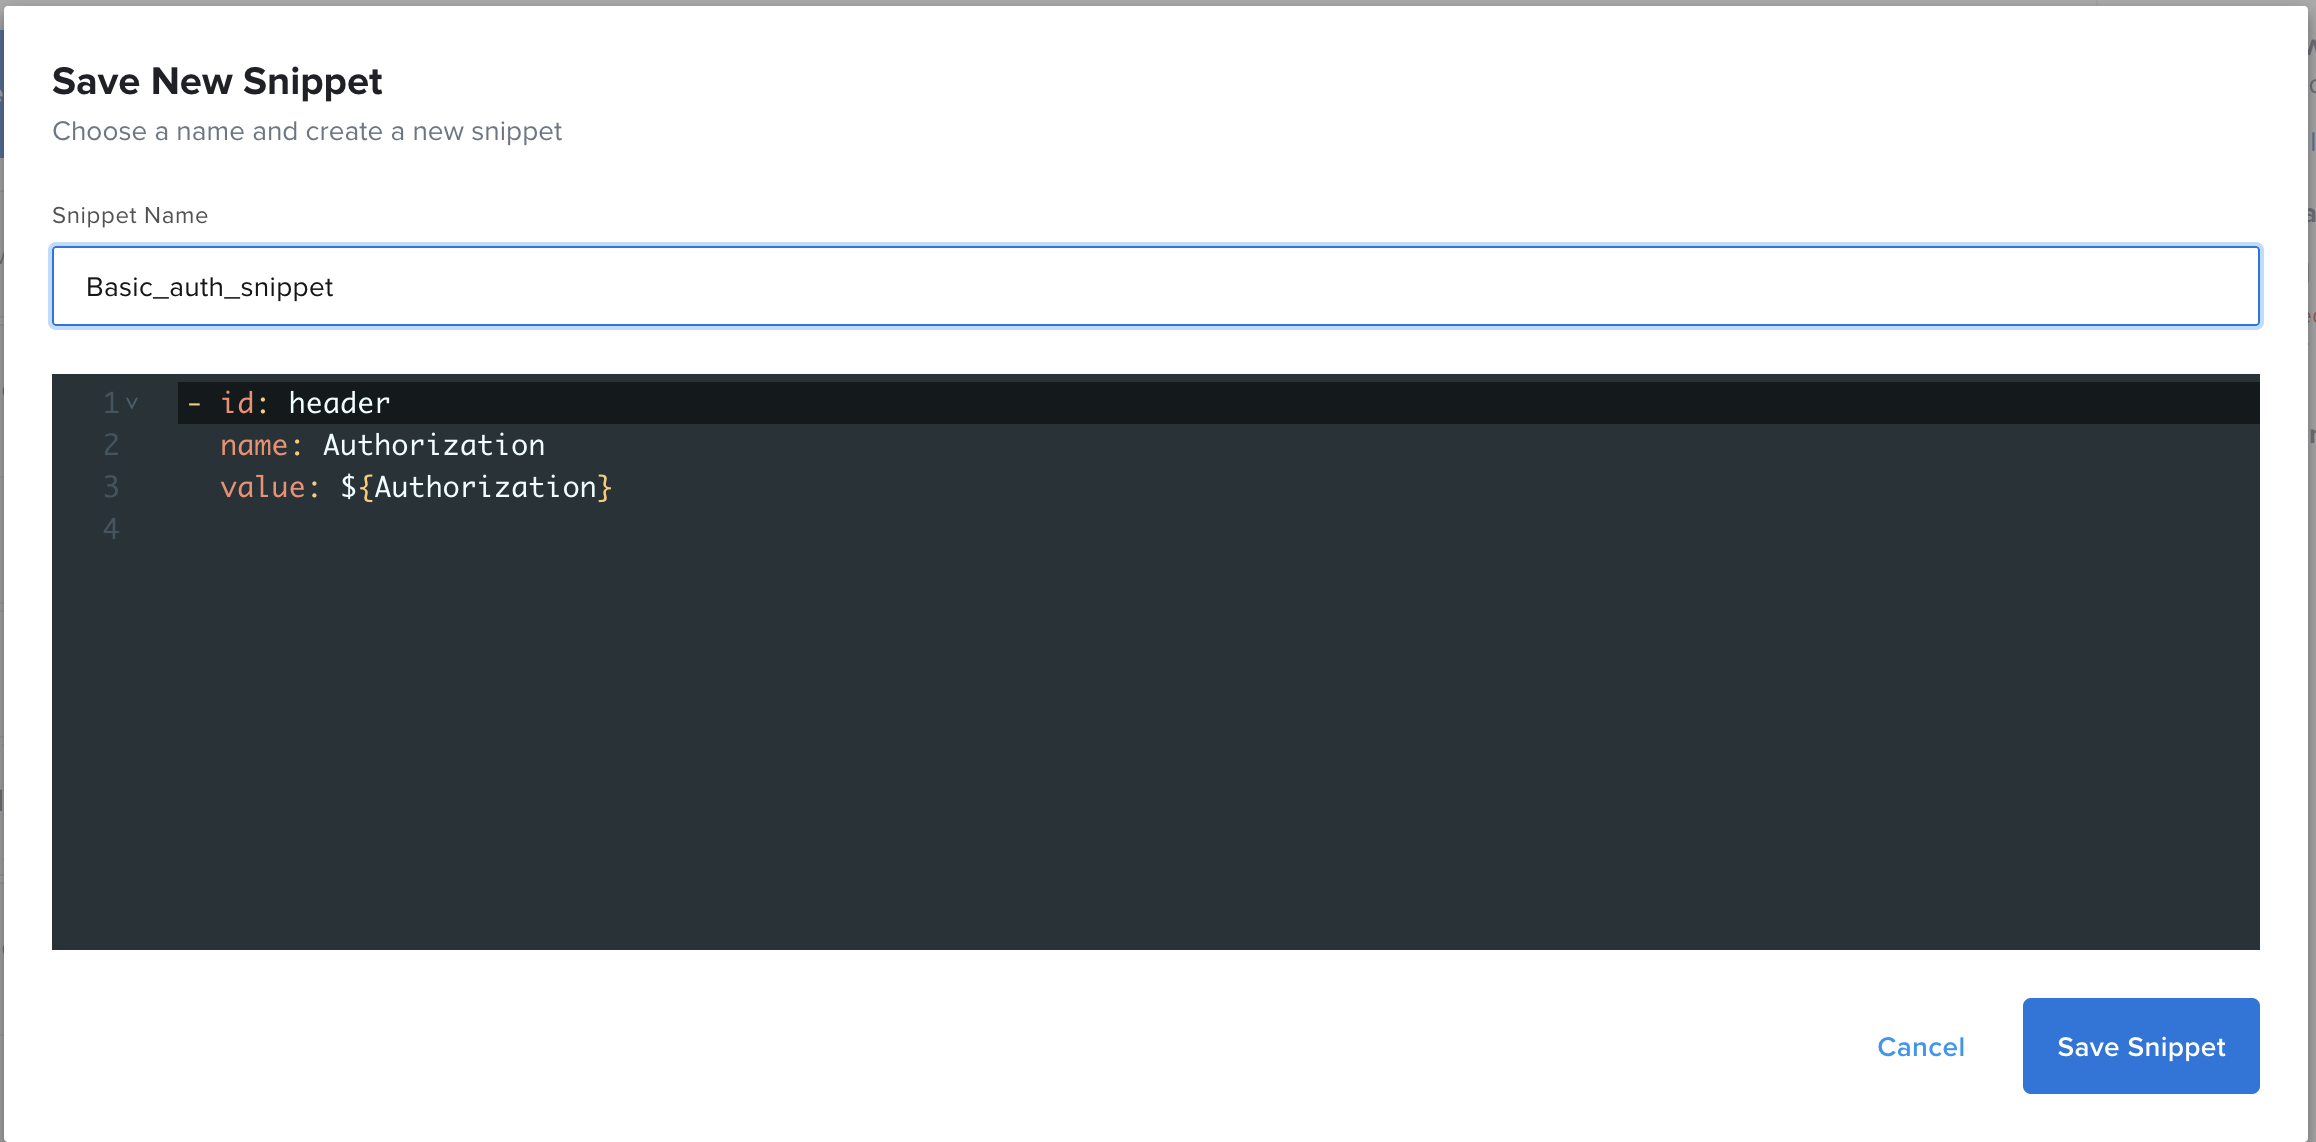 Save New Snippet
Choose a name and create a new snippet
Snippet Name
Basic_auth_snippet
1 - id: header
2 name: Authorization
3 value: ${Authorization}
4
Cancel
Save Snippet